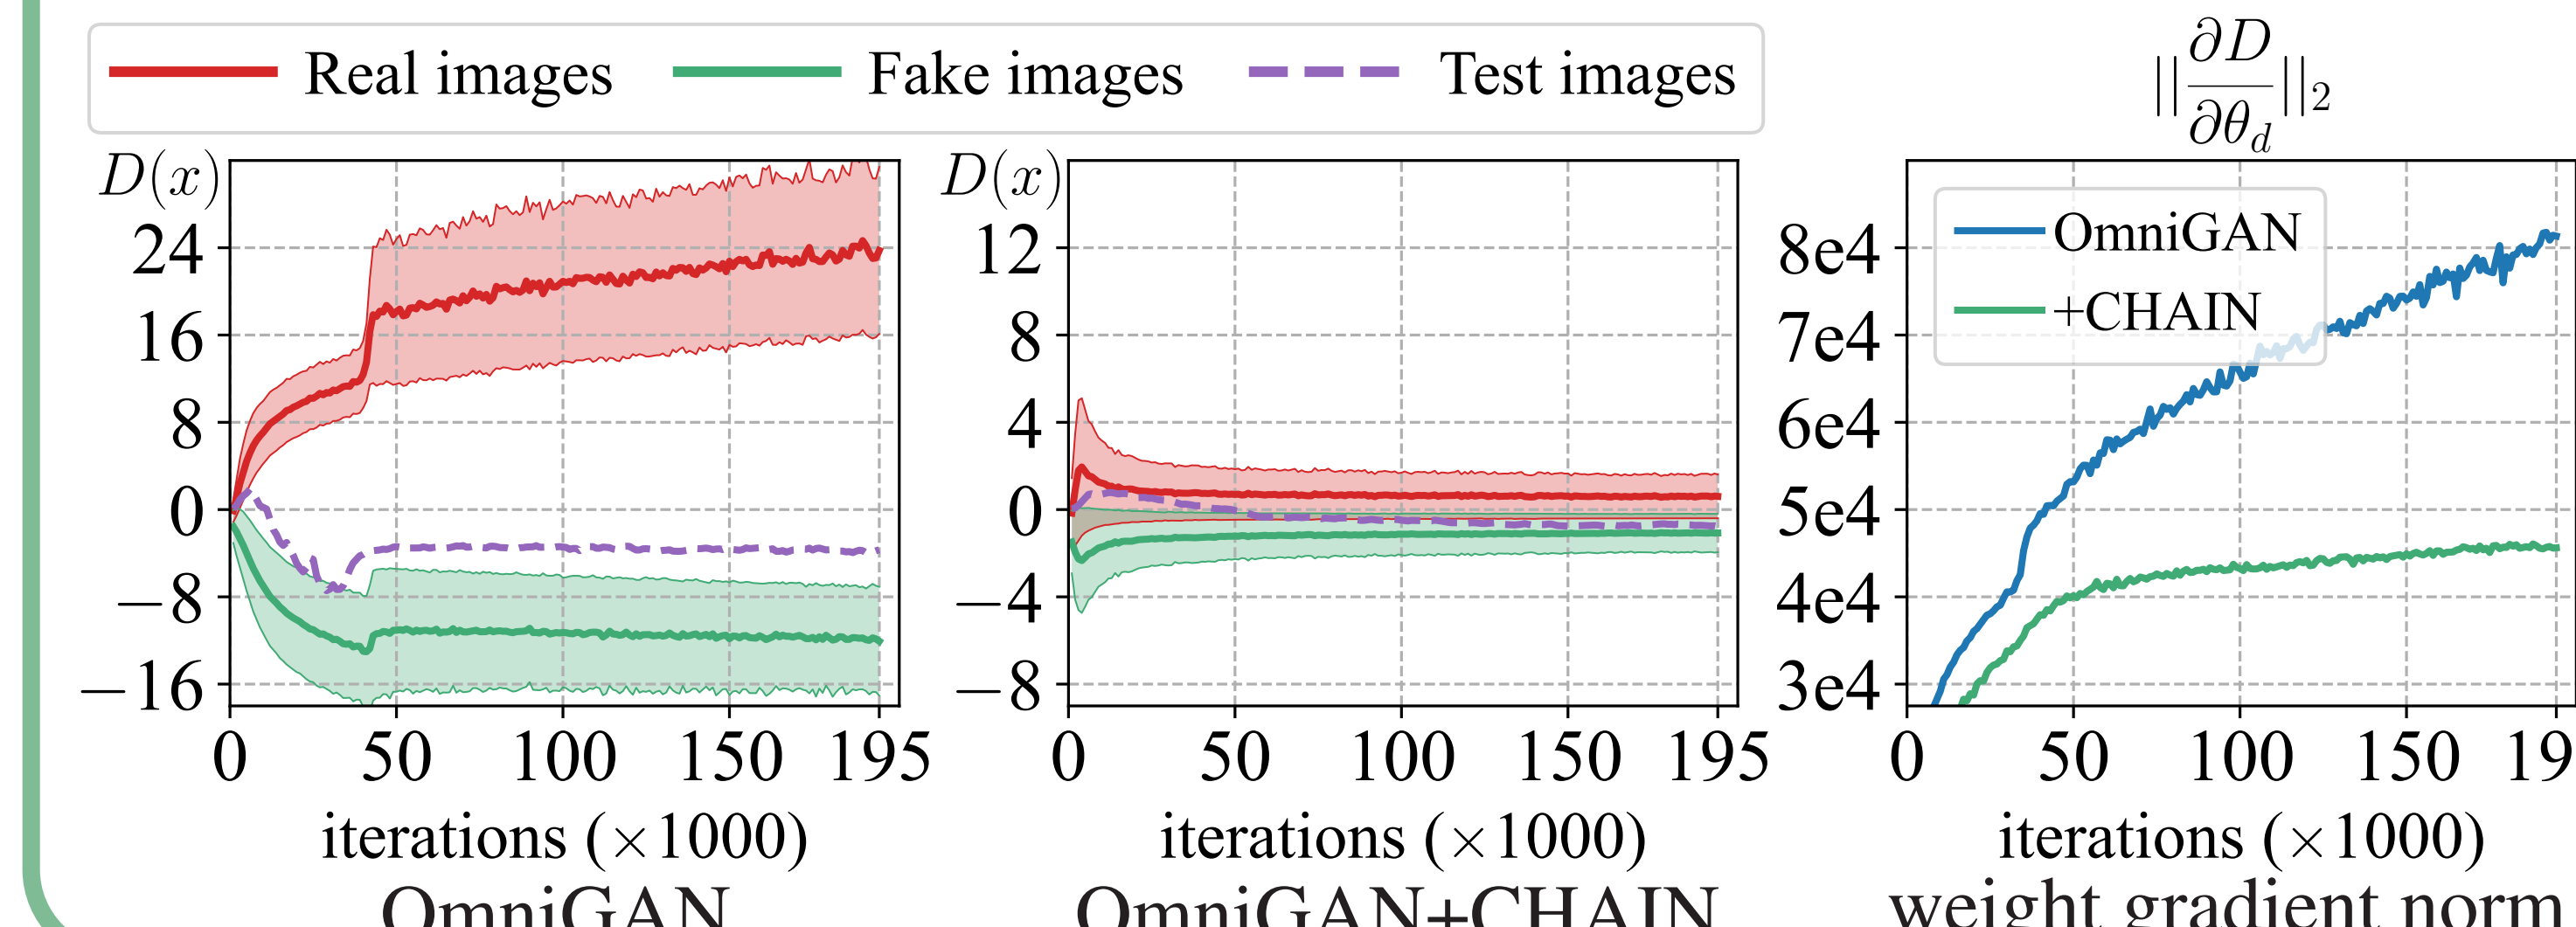 Real images Fake images Test images
||∂D/∂θ_d||₂
D(x) D(x)
24 12 8e4 OmniGAN
16 8 7e4 +CHAIN
8 4 6e4
0 0 5e4
−8 −4 4e4
−16 −8 3e4
0 50 100 150 195 0 50 100 150 195 0 50 100 150 19
iterations (×1000) iterations (×1000) iterations (×1000)
OmniGAN OmniGAN+CHAIN weight gradient norm